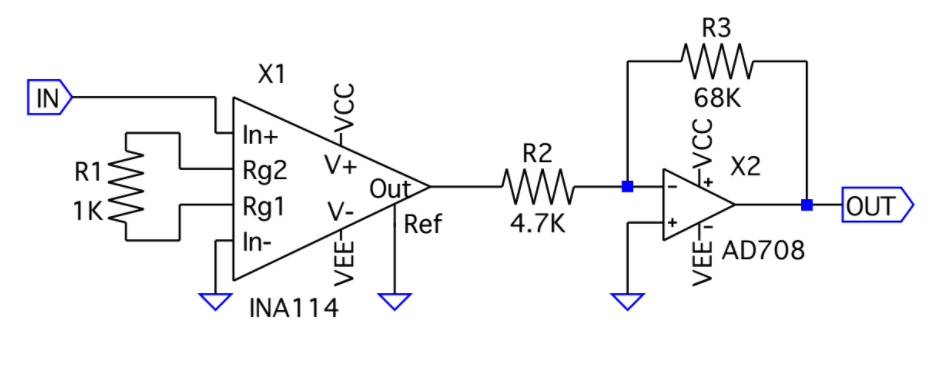 IN
X1
VCC
In+
V+
Rg2
R1
1K
Rg1
V-
In-
VEE
Out
Ref
INA114
R2
4.7K
R3
68K
VCC
X2
-
+
+
-
VEE
AD708
OUT